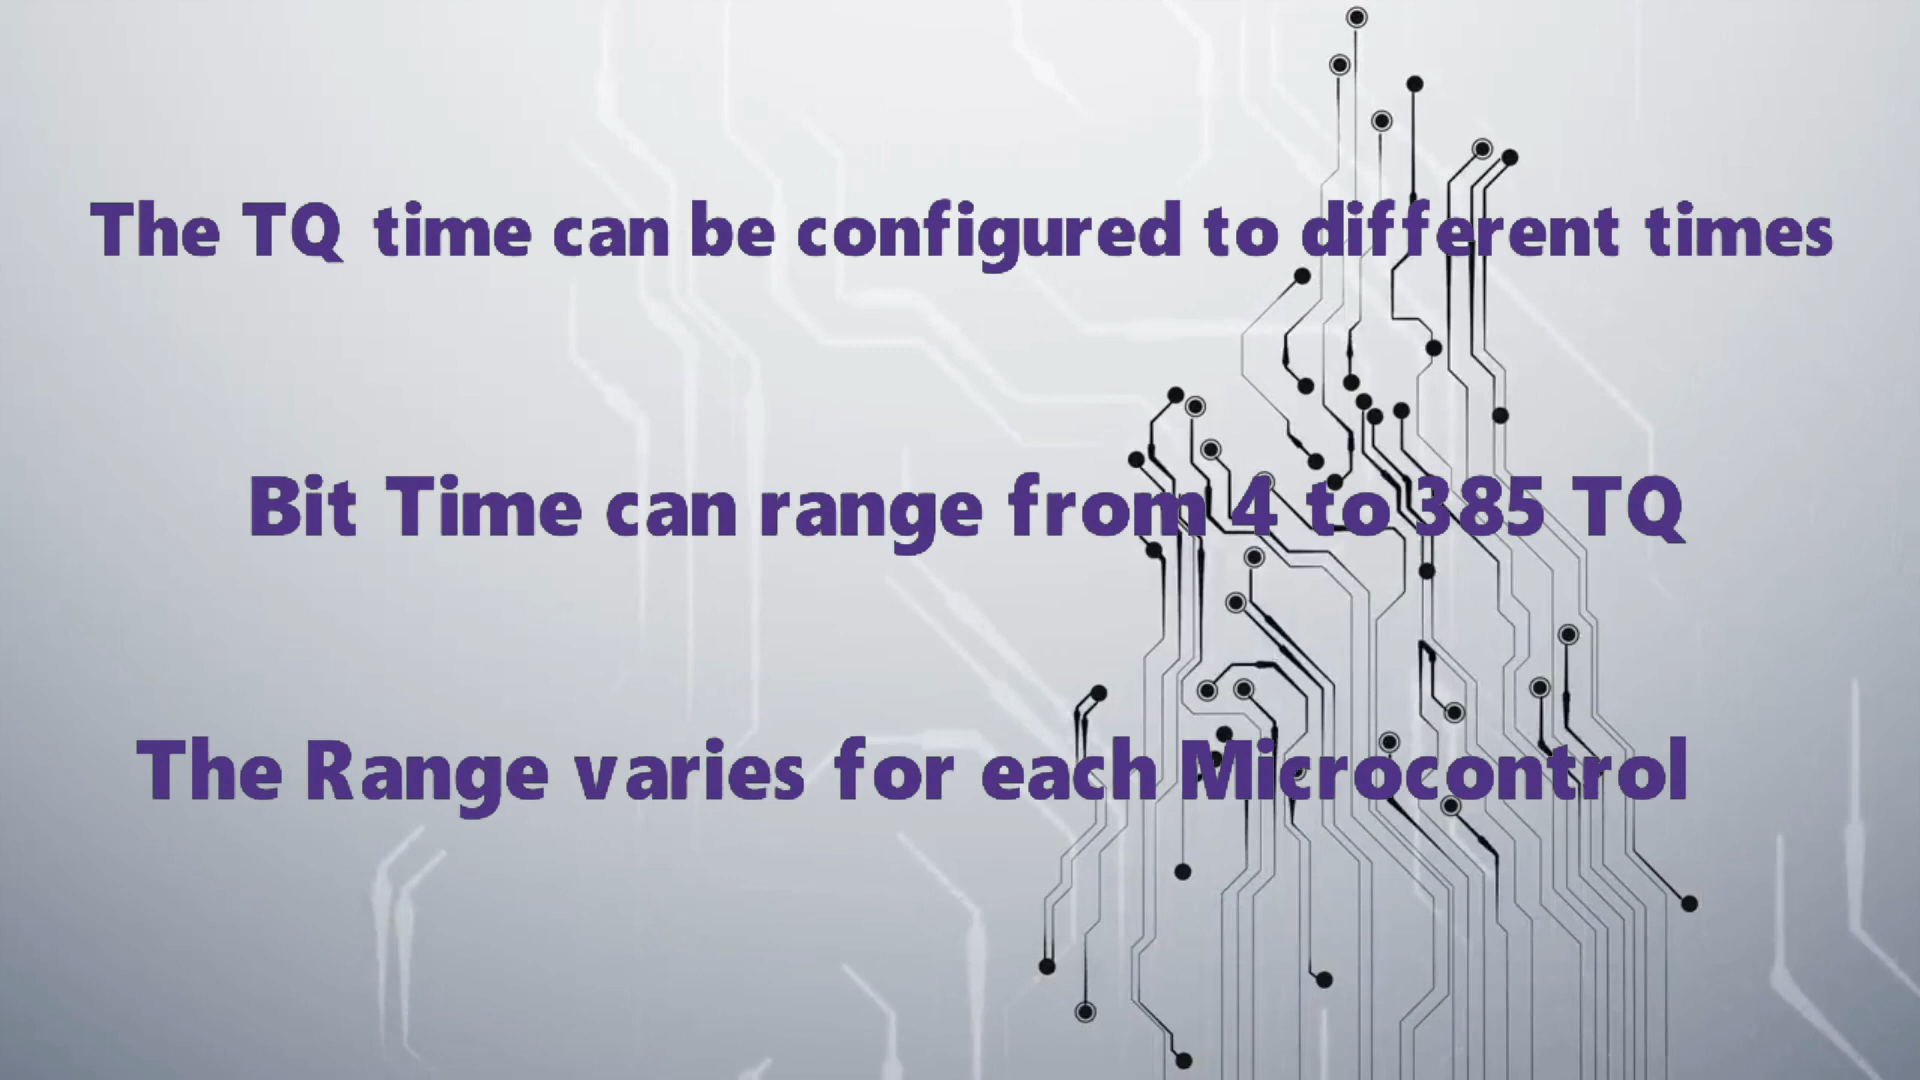 The TQ time can be configured to different times
Bit Time can range from 4 to 385 TQ
The Range varies for each Microcontrol